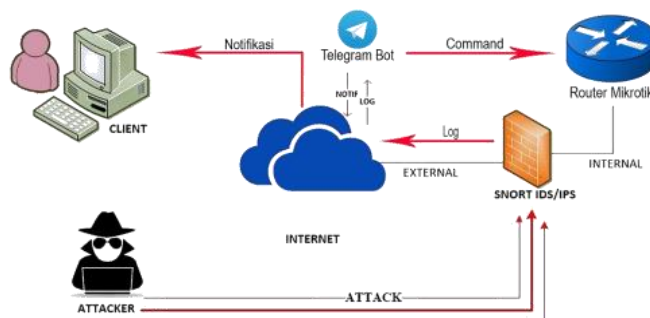 Notifikasi
Telegram Bot
Command
Router Mikrotik
CLIENT
NOTIF
LOG
Log
EXTERNAL
INTERNAL
SNORT IDS/IPS
INTERNET
ATTACKER
ATTACK